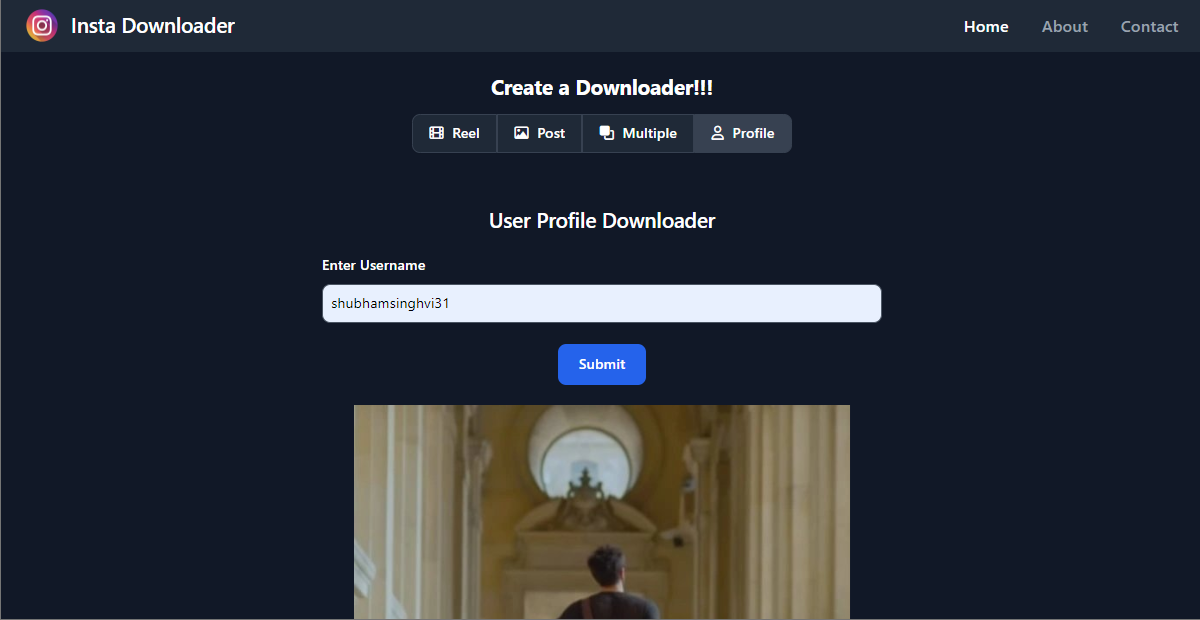 Insta Downloader Home About Contact
Create a Downloader!!!
Reel Post Multiple Profile
User Profile Downloader
Enter Username
shubhamsinghvi31
Submit